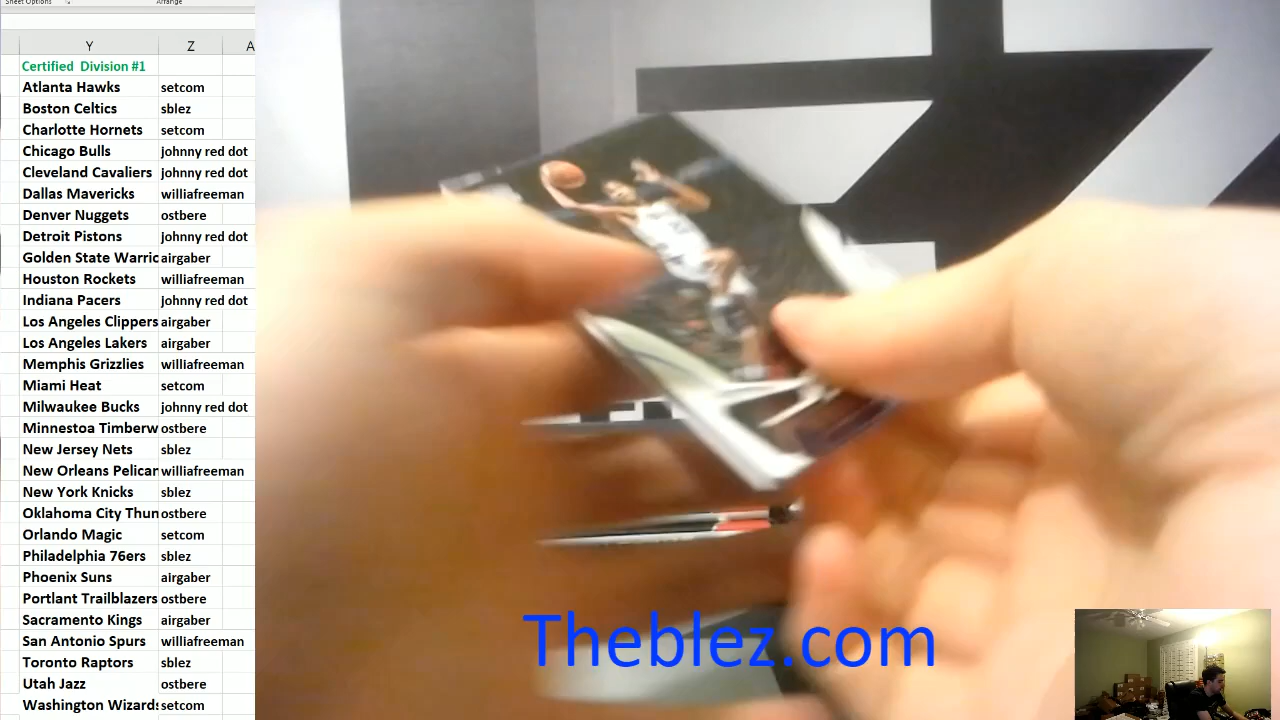 Sheet Options
Arrange
Y Z A
Certified Division #1
Atlanta Hawks setcom
Boston Celtics sblez
Charlotte Hornets setcom
Chicago Bulls johnny red dot
Cleveland Cavaliers johnny red dot
Dallas Mavericks williafreeman
Denver Nuggets ostbere
Detroit Pistons johnny red dot
Golden State Warric airgaber
Houston Rockets williafreeman
Indiana Pacers johnny red dot
Los Angeles Clippers airgaber
Los Angeles Lakers airgaber
Memphis Grizzlies williafreeman
Miami Heat setcom
Milwaukee Bucks johnny red dot
Minnestoa Timberw ostbere
New Jersey Nets sblez
New Orleans Pelicar williafreeman
New York Knicks sblez
Oklahoma City Thun ostbere
Orlando Magic setcom
Philadelphia 76ers sblez
Phoenix Suns airgaber
Portlant Trailblazers ostbere
Sacramento Kings airgaber
San Antonio Spurs williafreeman
Toronto Raptors sblez
Utah Jazz ostbere
Washington Wizards setcom
Theblez.com